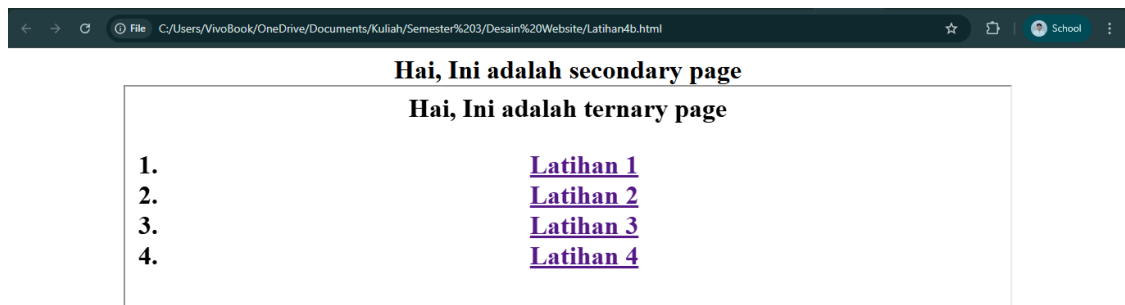 File C:/Users/VivoBook/OneDrive/Documents/Kuliah/Semester%203/Desain%20Website/Latihan4b.html School
Hai, Ini adalah secondary page
Hai, Ini adalah ternary page
1. Latihan 1
2. Latihan 2
3. Latihan 3
4. Latihan 4